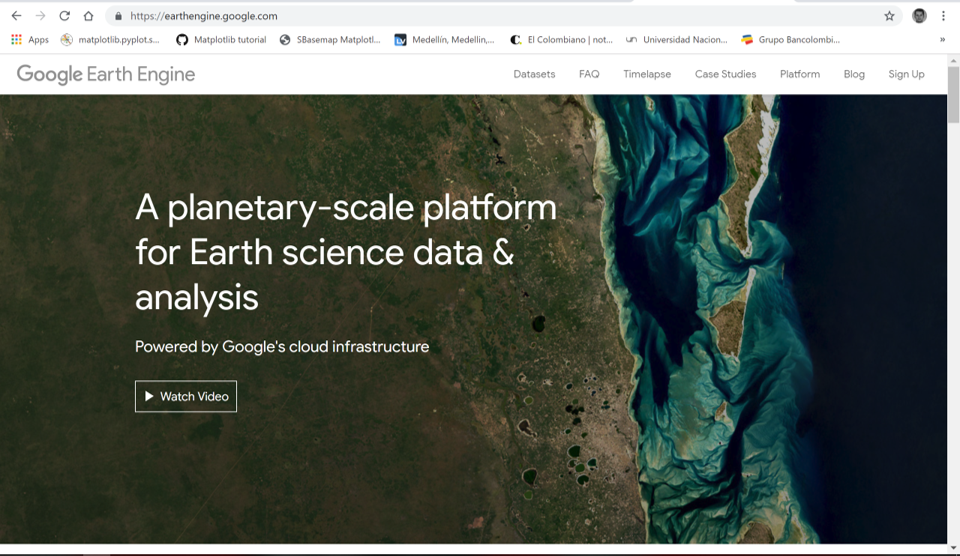 https://earthengine.google.com
Apps matplotlib.pyplot.s... Matplotlib tutorial SBasemap Matplotl... Medellín, Medellin,... El Colombiano | not... Universidad Nacion... Grupo Bancolombi... »
Google Earth Engine Datasets FAQ Timelapse Case Studies Platform Blog Sign Up
A planetary-scale platform
for Earth science data &
analysis
Powered by Google's cloud infrastructure
Watch Video